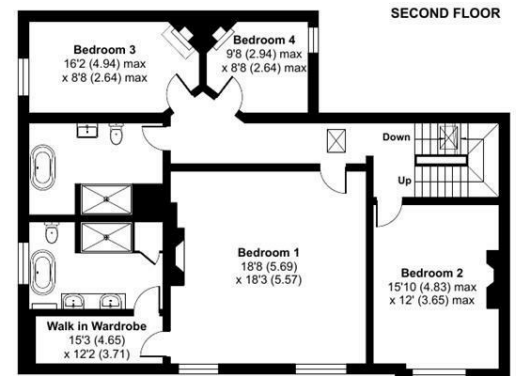 SECOND FLOOR
Bedroom 3
16'2 (4.94) max
x 8'8 (2.64) max
Bedroom 4
9'8 (2.94) max
x 8'8 (2.64) max
Down
Up
Bedroom 1
18'8 (5.69)
x 18'3 (5.57)
Bedroom 2
15'10 (4.83) max
x 12' (3.65) max
Walk in Wardrobe
15'3 (4.65)
x 12'2 (3.71)